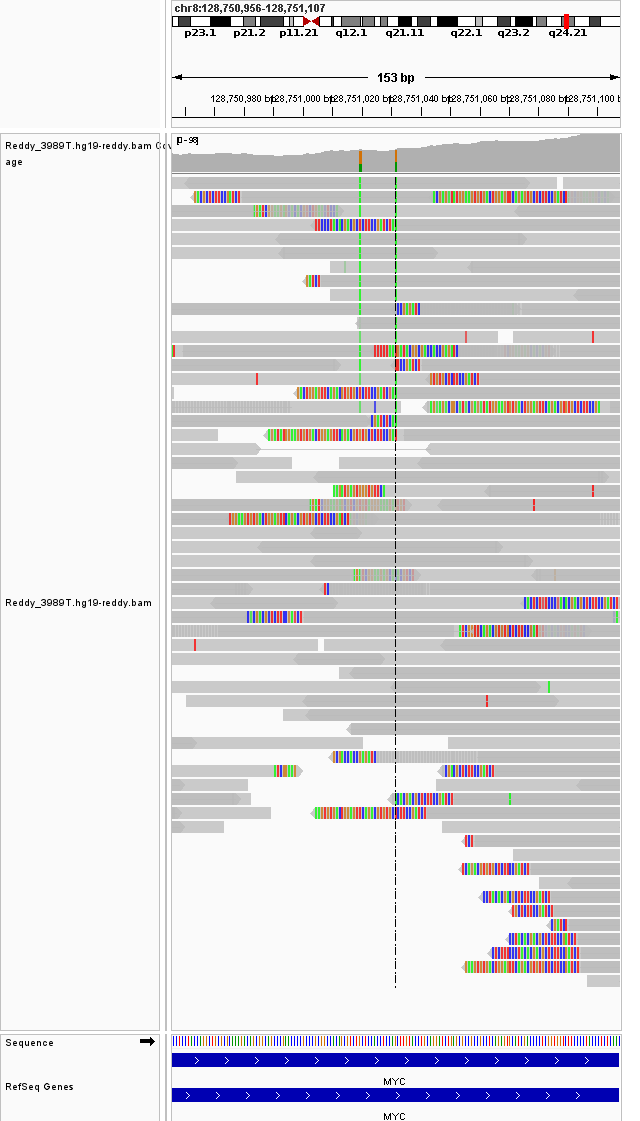 chr8:128,750,956-128,751,107
p23.1 p21.2 p11.21 q12.1 q21.11 q22.1 q23.2 q24.21
153 bp
128,750,980 bp 128,751,000 bp 128,751,020 bp 128,751,040 bp 128,751,060 bp 128,751,080 bp 128,751,100 b
[0-98]
Reddy_3989T.hg19-reddy.bam Cov
age
Reddy_3989T.hg19-reddy.bam
Sequence
MYC
RefSeq Genes
MYC